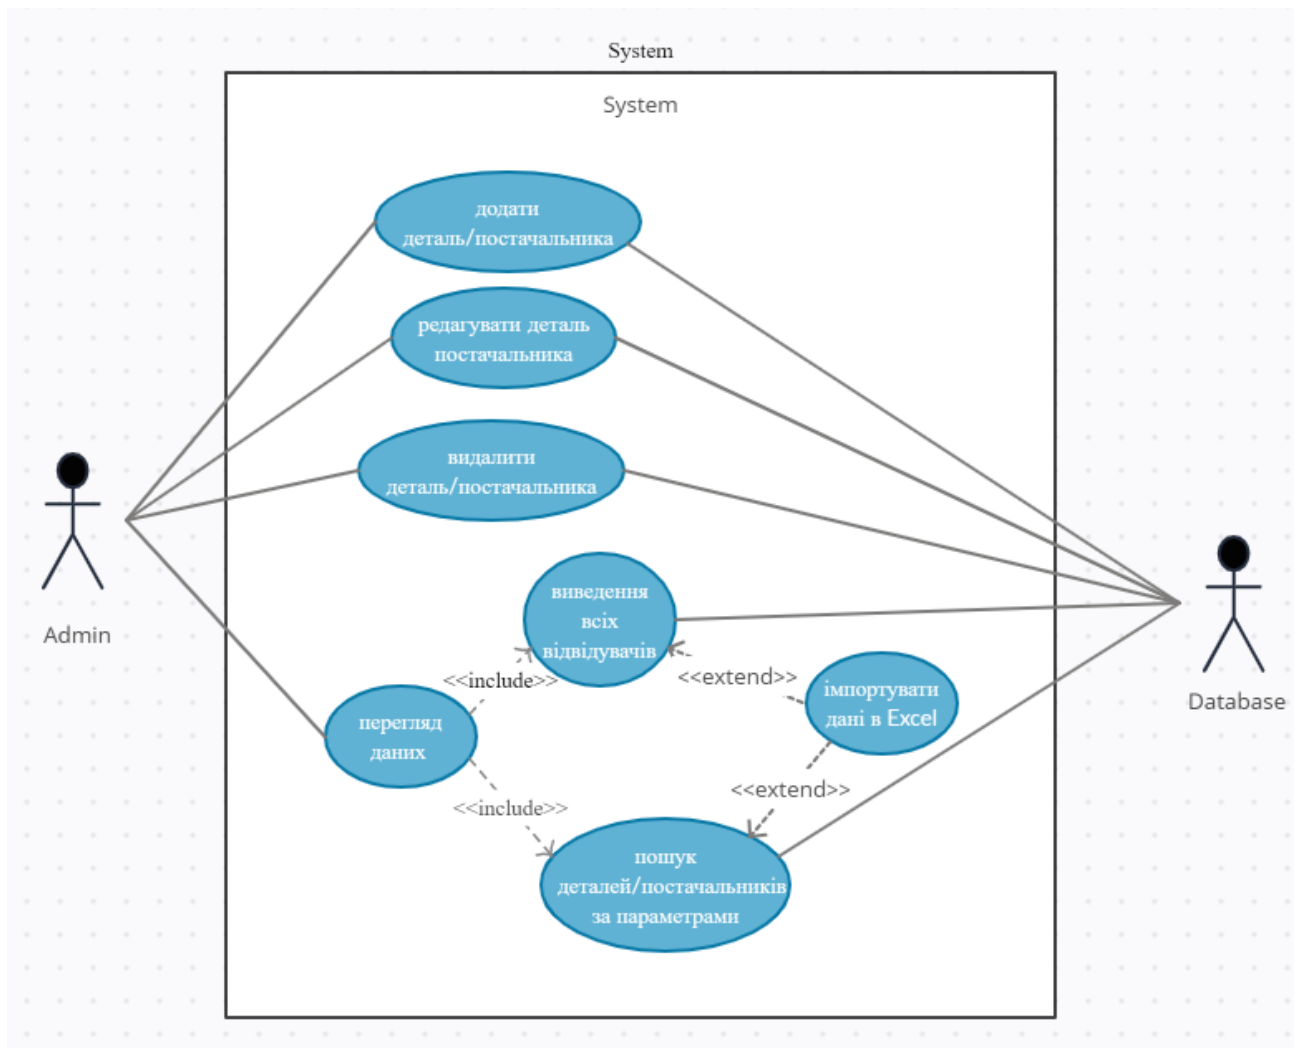 System
System
додати
деталь/постачальника
редагувати деталь
постачальника
видалити
деталь/постачальника
Admin
виведення
всіх
відвідувачів
<<include>>
<<extend>>
імпортувати
дані в Excel
Database
перегляд
даних
<<include>>
<<extend>>
пошук
деталей/постачальників
за параметрами